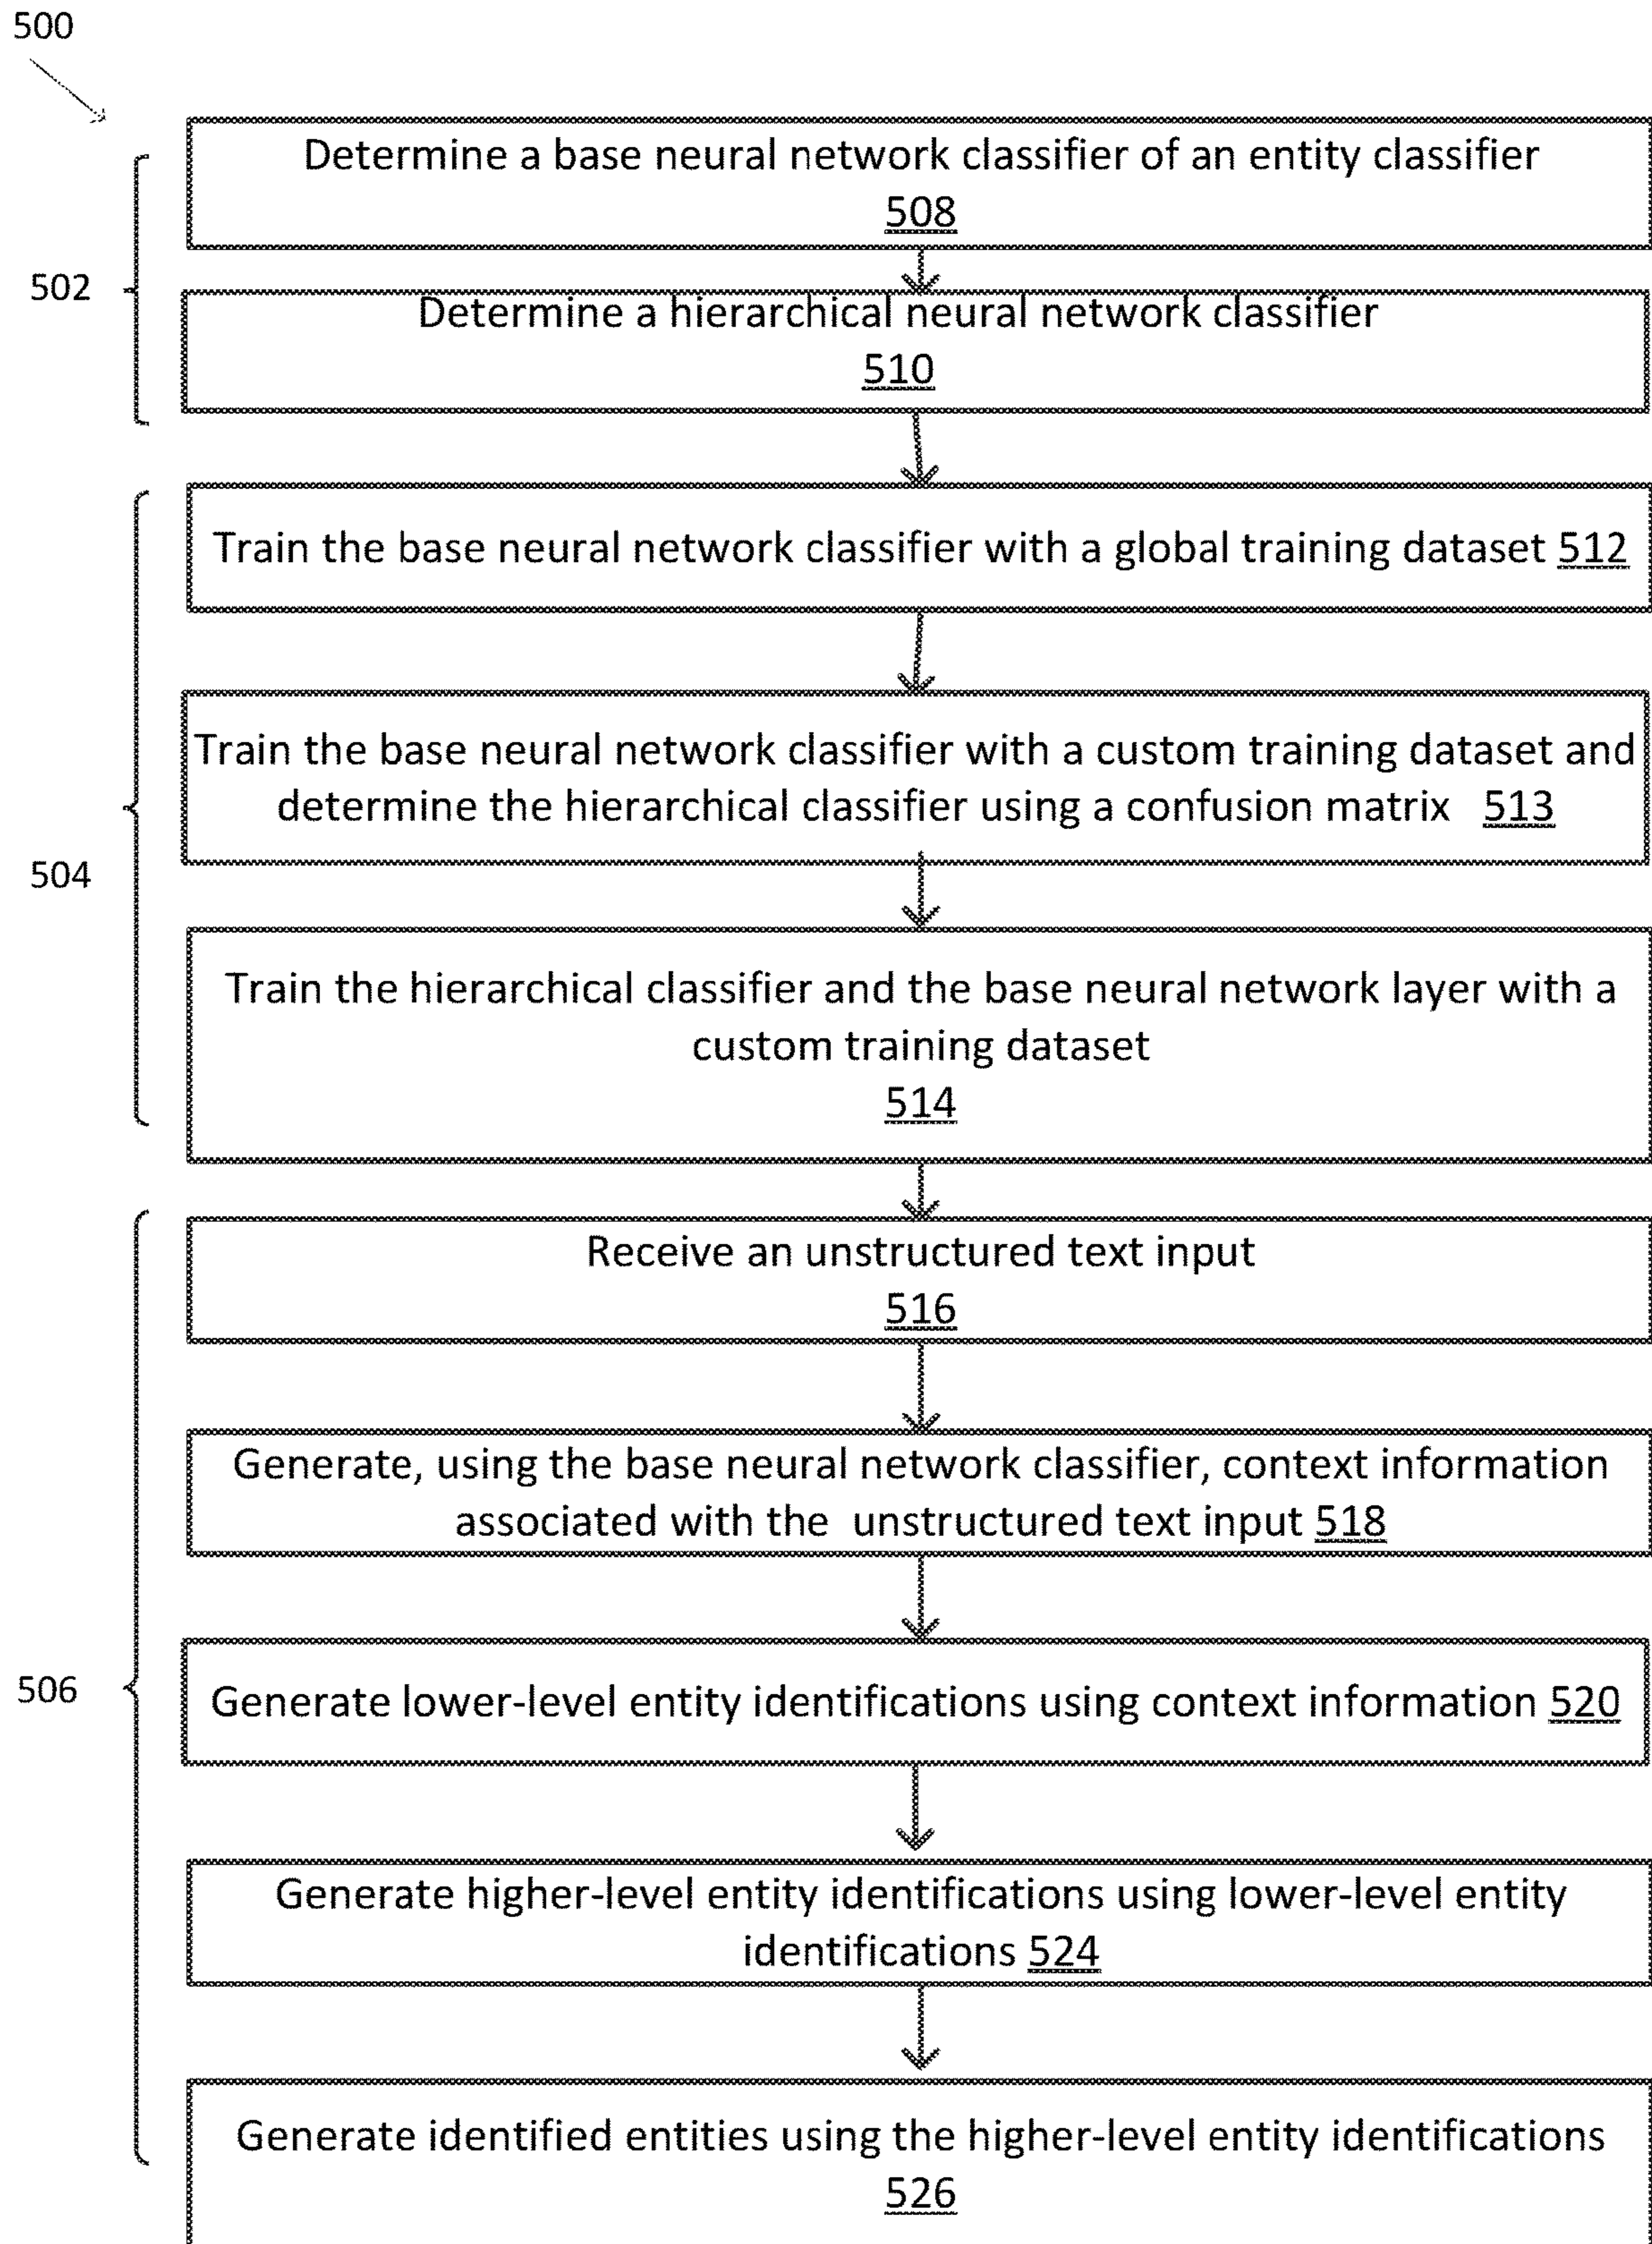 500
Determine a base neural network classifier of an entity classifier
508
502
Determine a hierarchical neural network classifier
510
Train the base neural network classifier with a global training dataset 512
Train the base neural network classifier with a custom training dataset and
determine the hierarchical classifier using a confusion matrix 513
504
Train the hierarchical classifier and the base neural network layer with a
custom training dataset
514
Receive an unstructured text input
516
Generate, using the base neural network classifier, context information
associated with the unstructured text input 518
506
Generate lower-level entity identifications using context information 520
Generate higher-level entity identifications using lower-level entity
identifications 524
Generate identified entities using the higher-level entity identifications
526